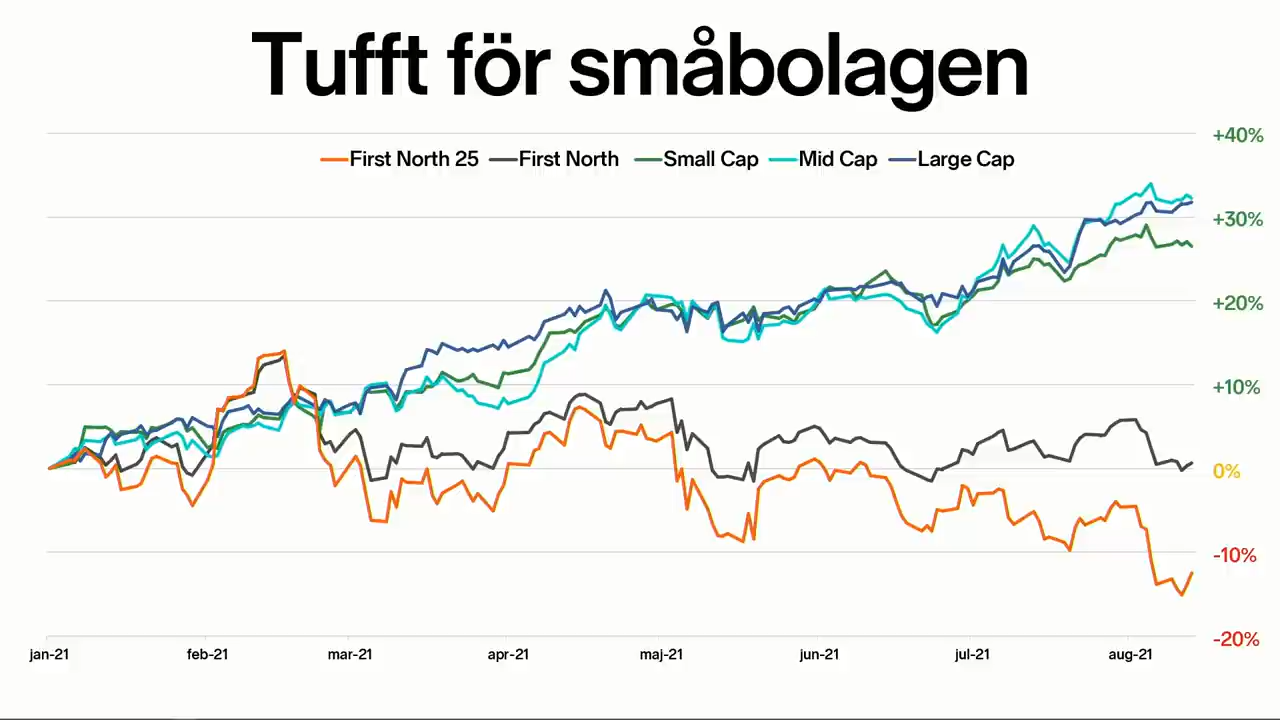 Tufft för småbolagen
First North 25 First North Small Cap Mid Cap Large Cap
+40%
+30%
+20%
+10%
0%
-10%
-20%
jan-21 feb-21 mar-21 apr-21 maj-21 jun-21 jul-21 aug-21